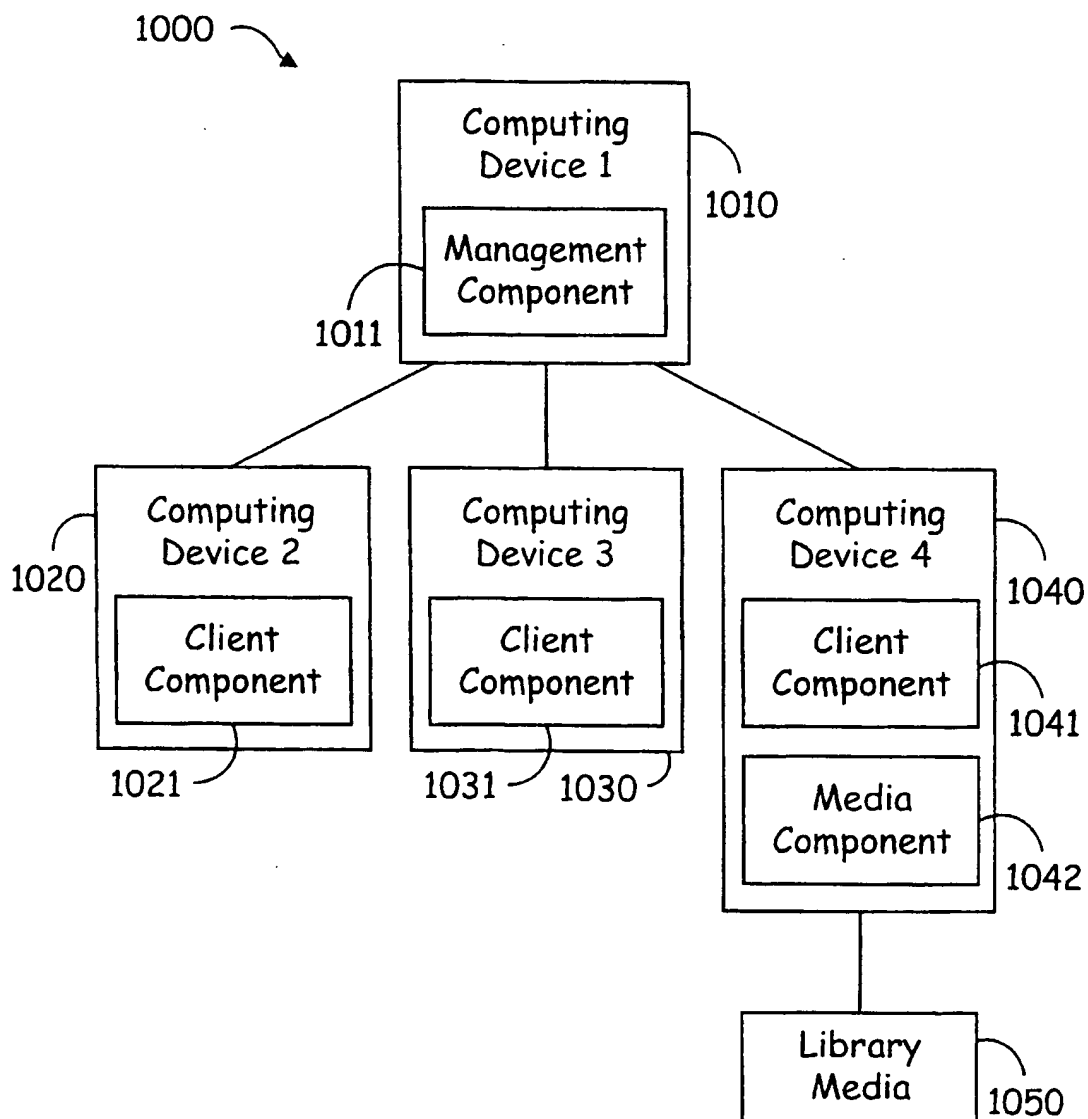 1000
Computing
Device 1
1010
Management
Component
1011
Computing
Device 2
1020
Client
Component
1021
Computing
Device 3
Client
Component
1031
1030
Computing
Device 4
1040
Client
Component
1041
Media
Component
1042
Library
Media
1050